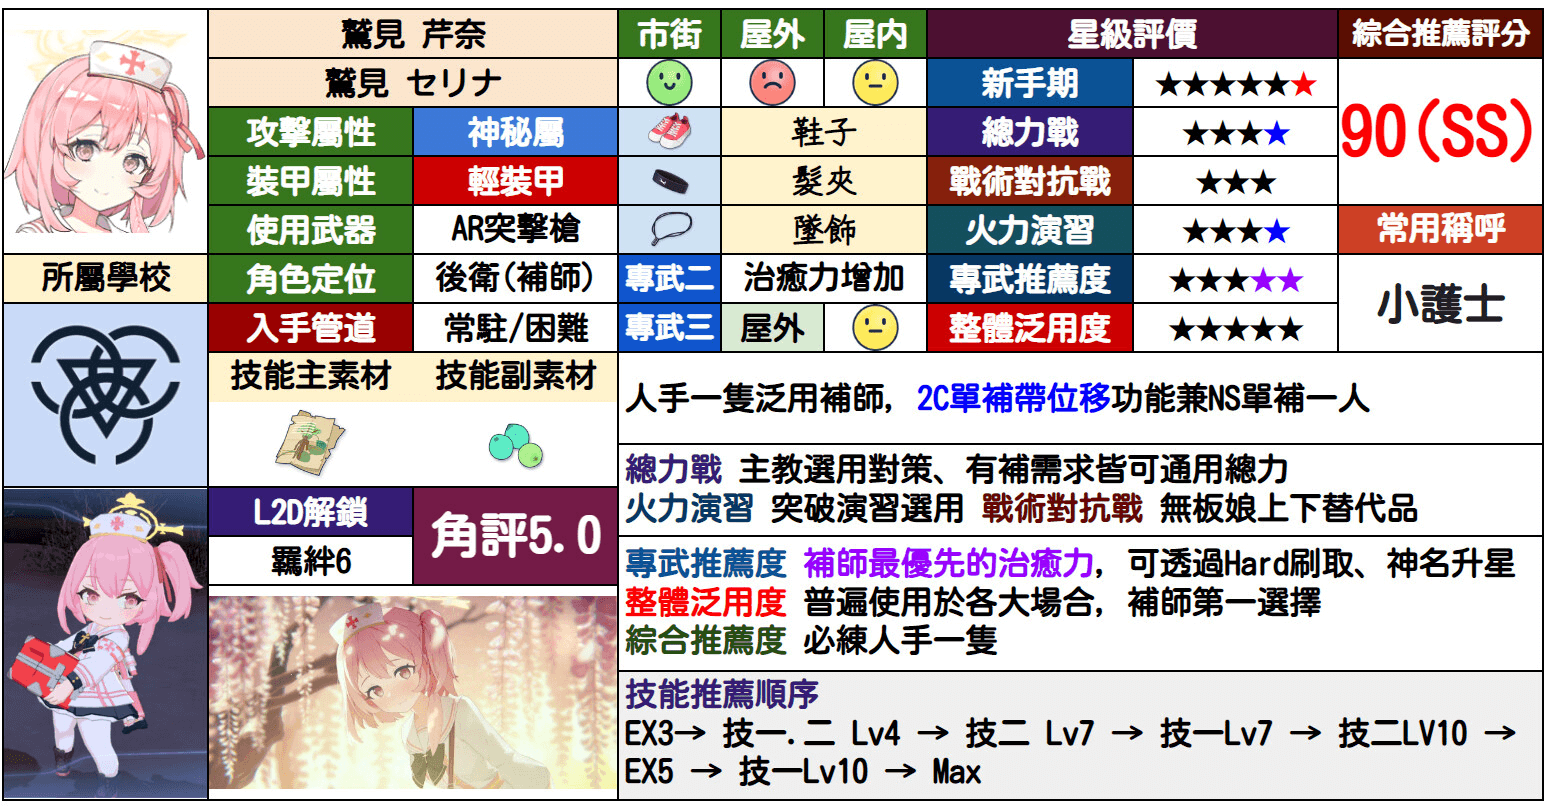 鷲見 芹奈
市街
屋外
屋内
星級評價
綜合推薦評分
鷲見 セリナ
新手期
★★★★★★
90(SS)
攻擊屬性
神秘屬
鞋子
總力戰
★★★★
裝甲屬性
輕裝甲
髮夾
戰術對抗戰
★★★
使用武器
AR突擊槍
墜飾
火力演習
★★★★
常用稱呼
所屬學校
角色定位
後衛(補師)
專武二
治癒力增加
專武推薦度
★★★★★
小護士
入手管道
常駐/困難
專武三
屋外
整體泛用度
★★★★★
技能主素材
技能副素材
人手一隻泛用補師, 2C單補帶位移功能兼NS單補一人
總力戰 主教選用對策、有補需求皆可通用總力
火力演習 突破演習選用 戰術對抗戰 無板娘上下替代品
L2D解鎖
角評5.0
羈絆6
專武推薦度 補師最優先的治癒力, 可透過Hard刷取、神名升星
整體泛用度 普遍使用於各大場合, 補師第一選擇
綜合推薦度 必練人手一隻
技能推薦順序
EX3→ 技一.二 Lv4 → 技二 Lv7 → 技一Lv7 → 技二LV10 →
EX5 → 技一Lv10 → Max